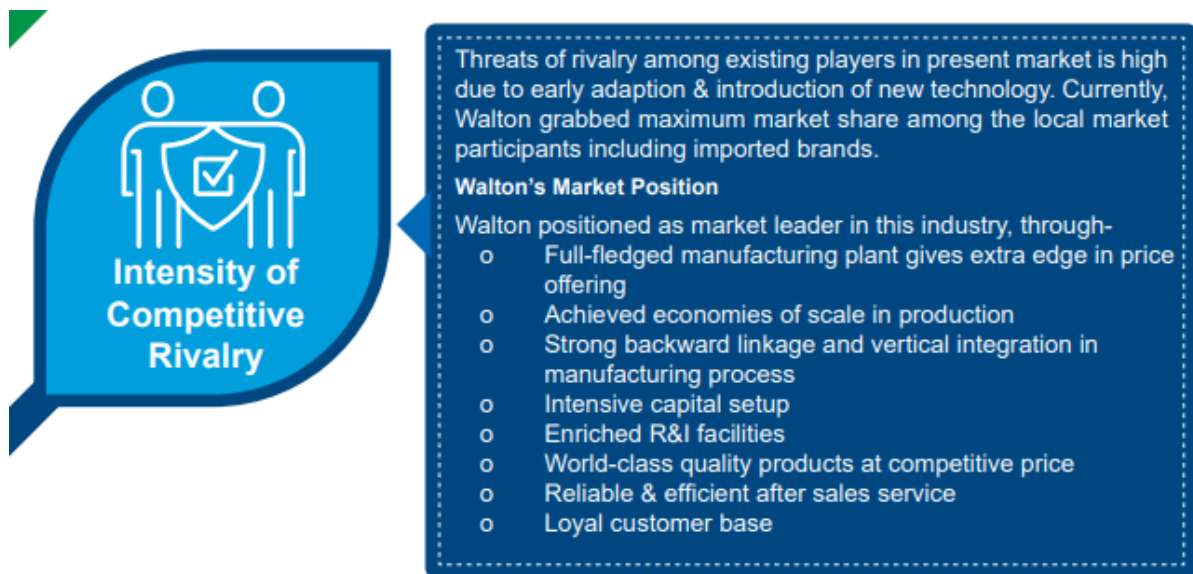 Intensity of
Competitive
Rivalry
Threats of rivalry among existing players in present market is high
due to early adaption & introduction of new technology. Currently,
Walton grabbed maximum market share among the local market
participants including imported brands.
Walton's Market Position
Walton positioned as market leader in this industry, through-
o Full-fledged manufacturing plant gives extra edge in price
offering
o Achieved economies of scale in production
o Strong backward linkage and vertical integration in
manufacturing process
o Intensive capital setup
o Enriched R&I facilities
o World-class quality products at competitive price
o Reliable & efficient after sales service
o Loyal customer base